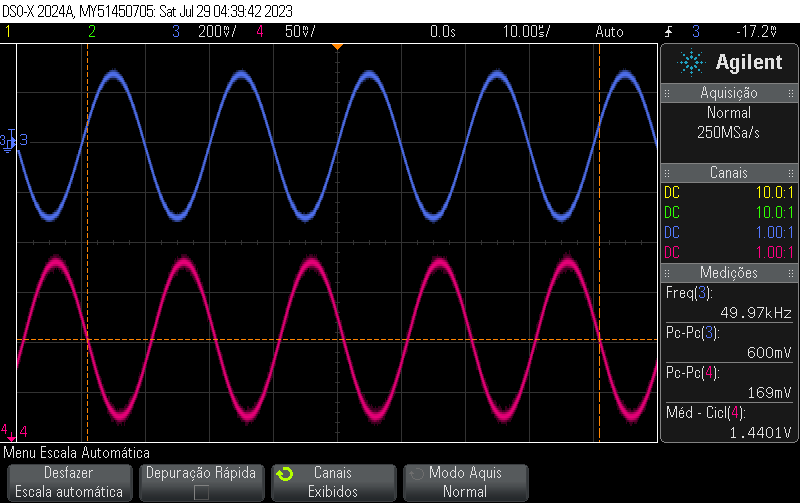 DSO-X 2024A, MY51450705: Sat Jul 29 04:39:42 2023
1 2 3 200mV/ 4 50mV/ 0.0s 10.00µs/ Auto 3 -17.2mV
Agilent
Aquisição
Normal
250MSa/s
Canais
DC 10.0:1
DC 10.0:1
DC 1.00:1
DC 1.00:1
Medições
Freq(3):
49.97kHz
Pc-Pc(3):
600mV
Pc-Pc(4):
169mV
Méd - Cicl(4):
1.4401V
3 3
4 4
Menu Escala Automática
Desfazer
Escala automática
Depuração Rápida
Canais
Exibidos
Modo Aquis
Normal